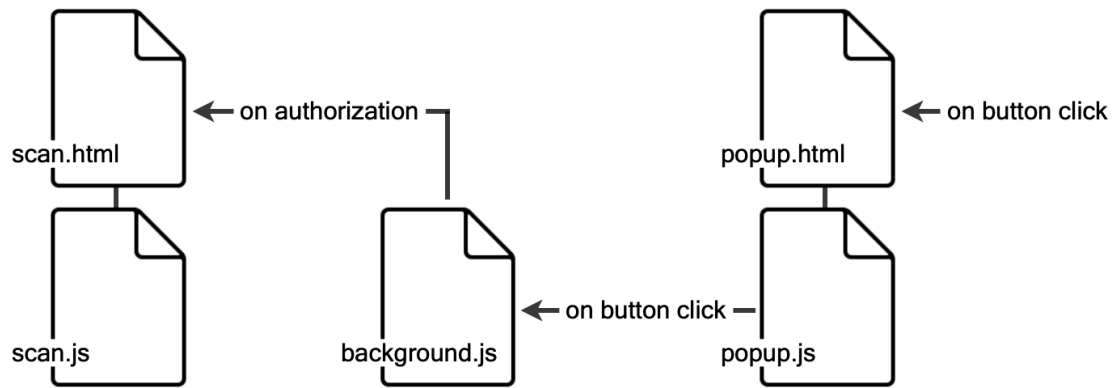 on authorization
on button click
scan.html
popup.html
on button click
scan.js
background.js
popup.js